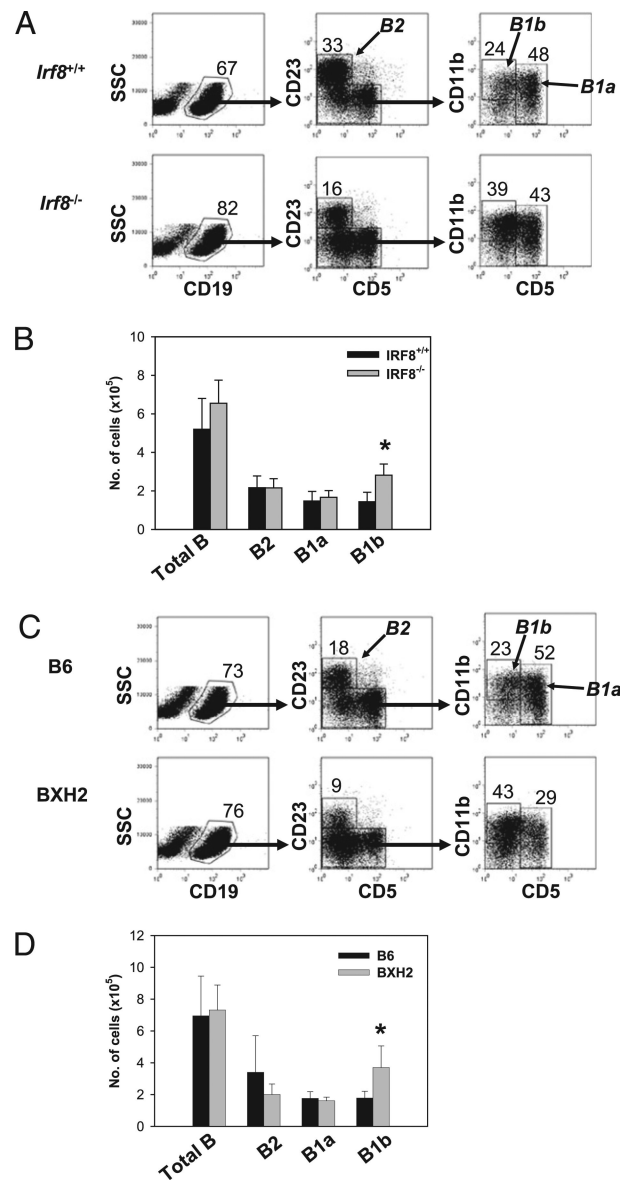 A
Irf8+/+
SSC
67
CD23
33
B2
CD11b
24
48
B1b
B1a
Irf8-/-
SSC
82
CD23
16
CD11b
39
43
CD19
CD5
CD5
B
No. of cells (x10⁵)
10
8
6
4
2
0
IRF8+/+
IRF8-/-
*
Total B
B2
B1a
B1b
C
B6
SSC
73
CD23
18
B2
CD11b
23
52
B1b
B1a
BXH2
SSC
76
CD23
9
CD11b
43
29
CD19
CD5
CD5
D
No. of cells (x10⁵)
12
10
8
6
4
2
0
B6
BXH2
*
Total B
B2
B1a
B1b